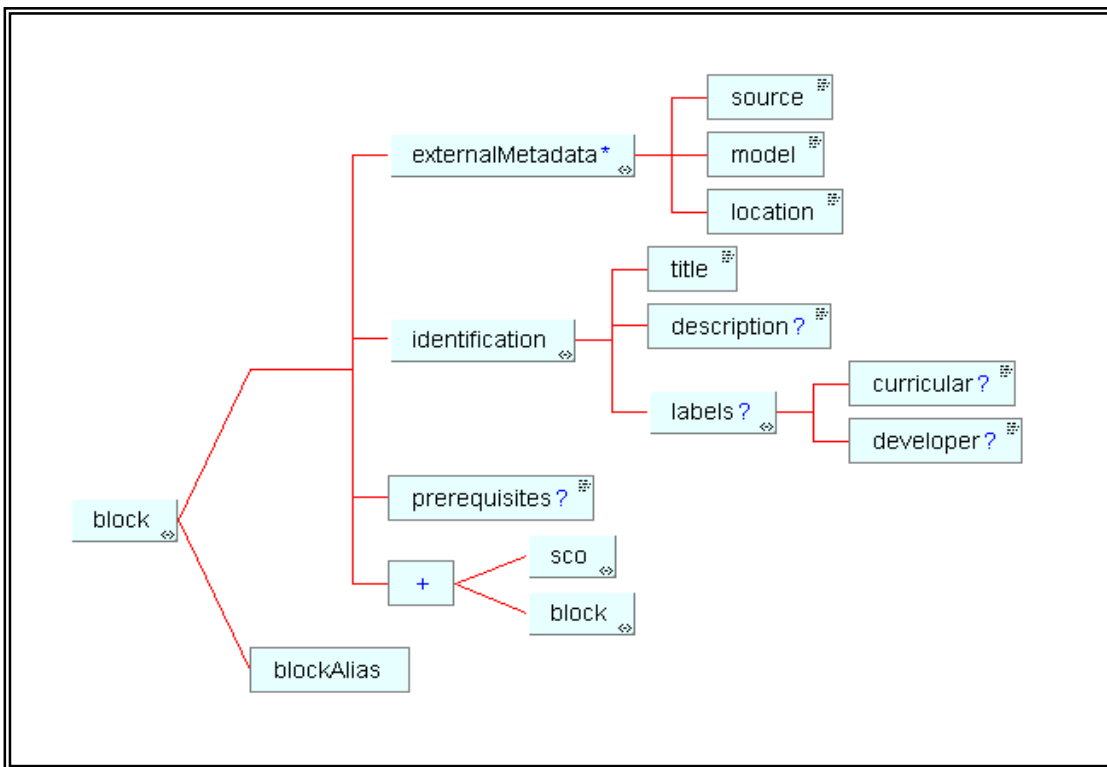 source
model
location
externalMetadata*
title
description?
labels?
identification
curricular?
developer?
prerequisites?
block
+
sco
block
blockAlias